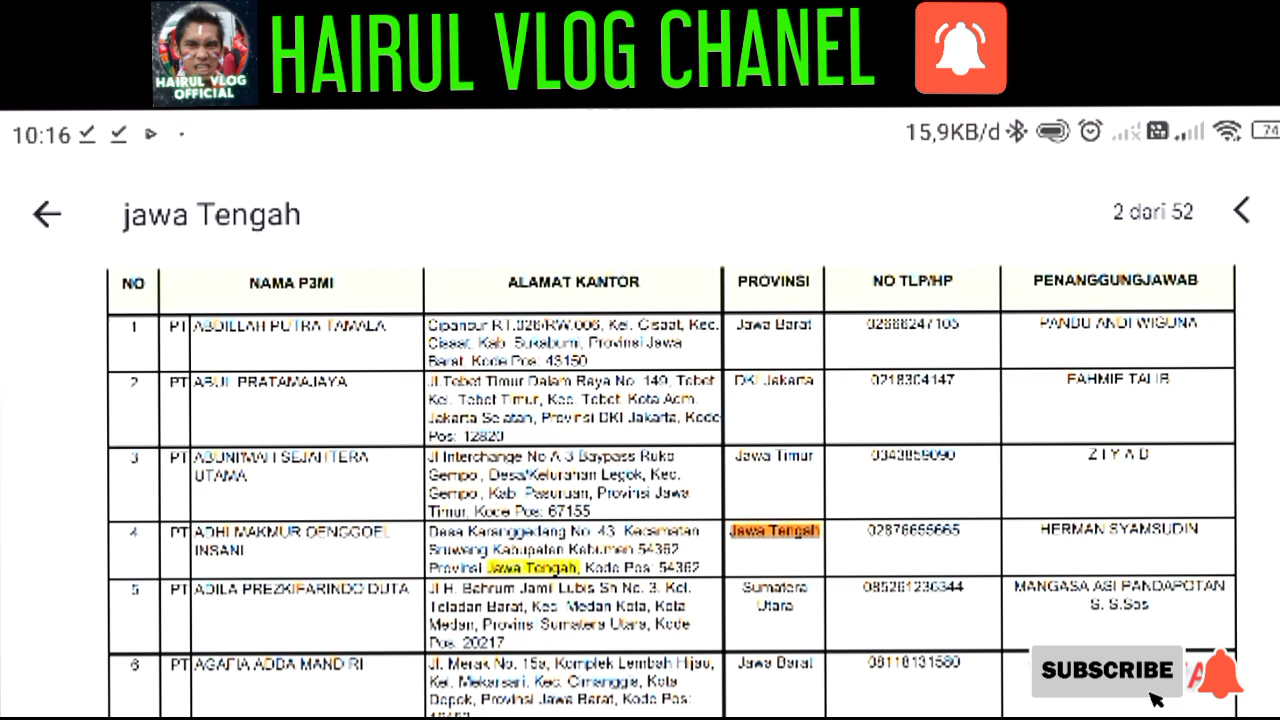 HAIRUL VLOG CHANEL
HAIRUL VLOG
OFFICIAL
10:16
15,9KB/d
74
jawa Tengah
2 dari 52
NO NAMA P3MI ALAMAT KANTOR PROVINSI NO TLP/HP PENANGGUNGJAWAB
1 PT ABDILLAH PUTRA TAMALA Cipancur RT.026/RW.006, Kel. Cisaat, Kec. Jawa Barat 02666247105 PANDU ANDI WIGUNA
Cisaat, Kab. Sukabumi, Provinsi Jawa
Barat, Kode Pos: 43150
2 PT ABUL PRATAMAJAYA Jl.Tebet Timur Dalam Raya No. 149, Tebet DKI Jakarta 0218304147 FAHMIE TALIB
Kel. Tebet Timur, Kec. Tebet, Kota Adm.
Jakarta Selatan, Provinsi DKI Jakarta, Kode
Pos: 12820
3 PT ABUNI'MAH SEJAHTERA Jl Interchange No A-3 Baypass Ruko Jawa Timur 0343859090 Z I Y A D
UTAMA Gempol, Desa/Kelurahan Legok, Kec.
Gempol, Kab. Pasuruan, Provinsi Jawa
Timur, Kode Pos: 67155
4 PT ADHI MAKMUR OENGGOEL Desa Karanggedang No. 43 Kecamatan Jawa Tengah 02876655665 HERMAN SYAMSUDIN
INSANI Sruweng Kabupaten Kebumen 54362
Provinsi Jawa Tengah, Kode Pos: 54362
5 PT ADILA PREZKIFARINDO DUTA Jl H. Bahrum Jamil Lubis Sh No. 3, Kel. Sumatera 085261236344 MANGASA ASI PANDAPOTAN
Teladan Barat, Kec. Medan Kota, Kota Utara S. S.Sos
Medan, Provinsi Sumatera Utara, Kode
Pos: 20217
6 PT AGAFIA ADDA MANDIRI Jl. Merak No. 15a, Komplek Lembah Hijau, Jawa Barat 08118131580
Kel. Mekarsari, Kec. Cimanggis, Kota
Depok, Provinsi Jawa Barat, Kode Pos:
SUBSCRIBE